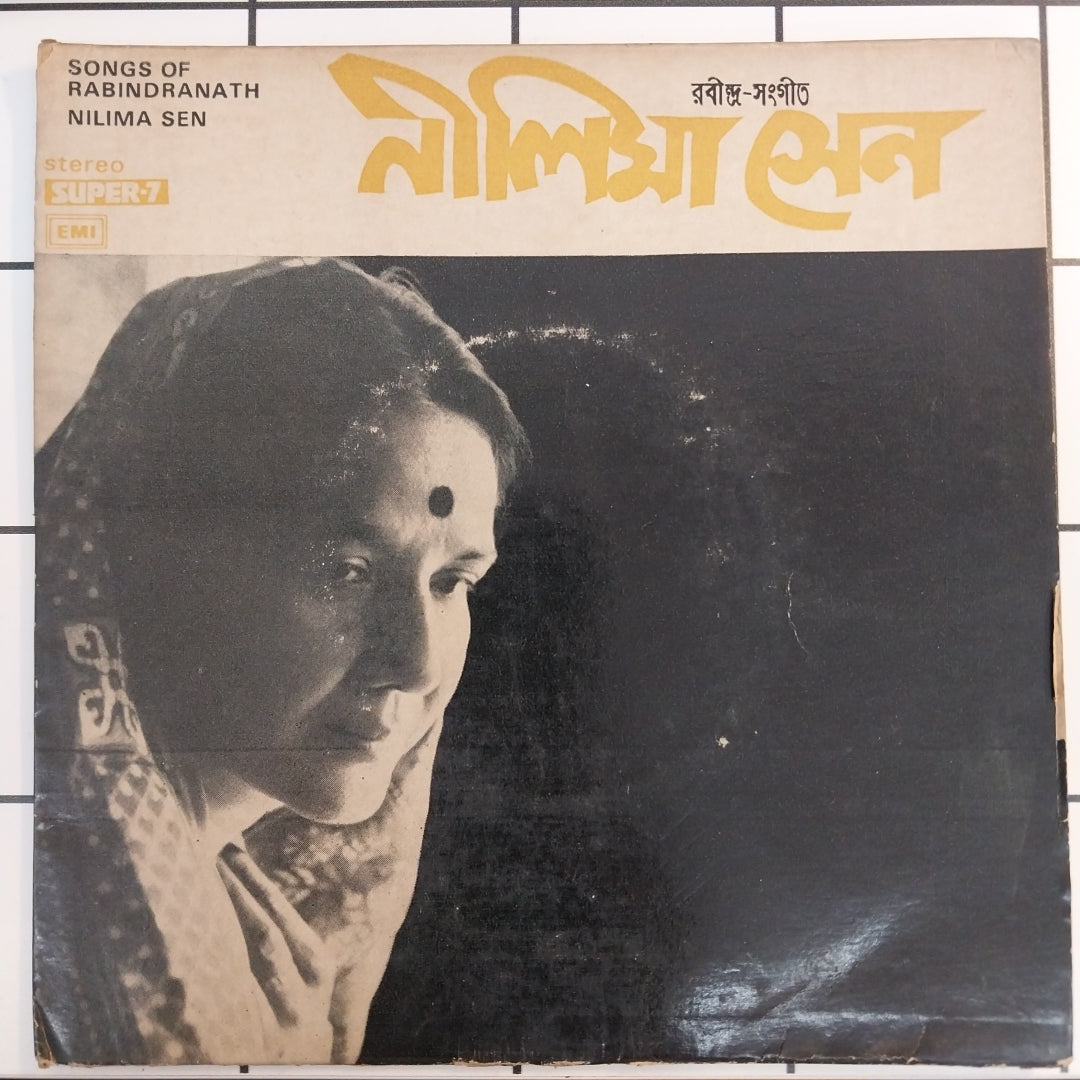 SONGS OF
RABINDRANATH
NILIMA SEN
stereo
SUPER-7
EMI
রবীন্দ্র-সংগীত
নীলিমা সেন